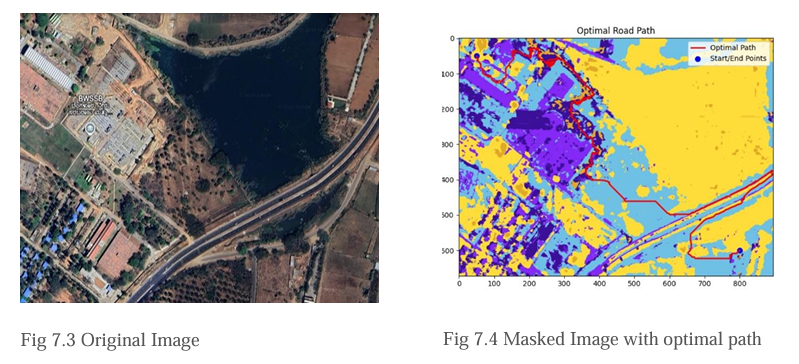 Optimal Road Path
Optimal Path
Start/End Points
0
100
200
300
400
500
600
0
100
200
300
400
500
600
700
800
BWSSB
Fig 7.3 Original Image
Fig 7.4 Masked Image with optimal path